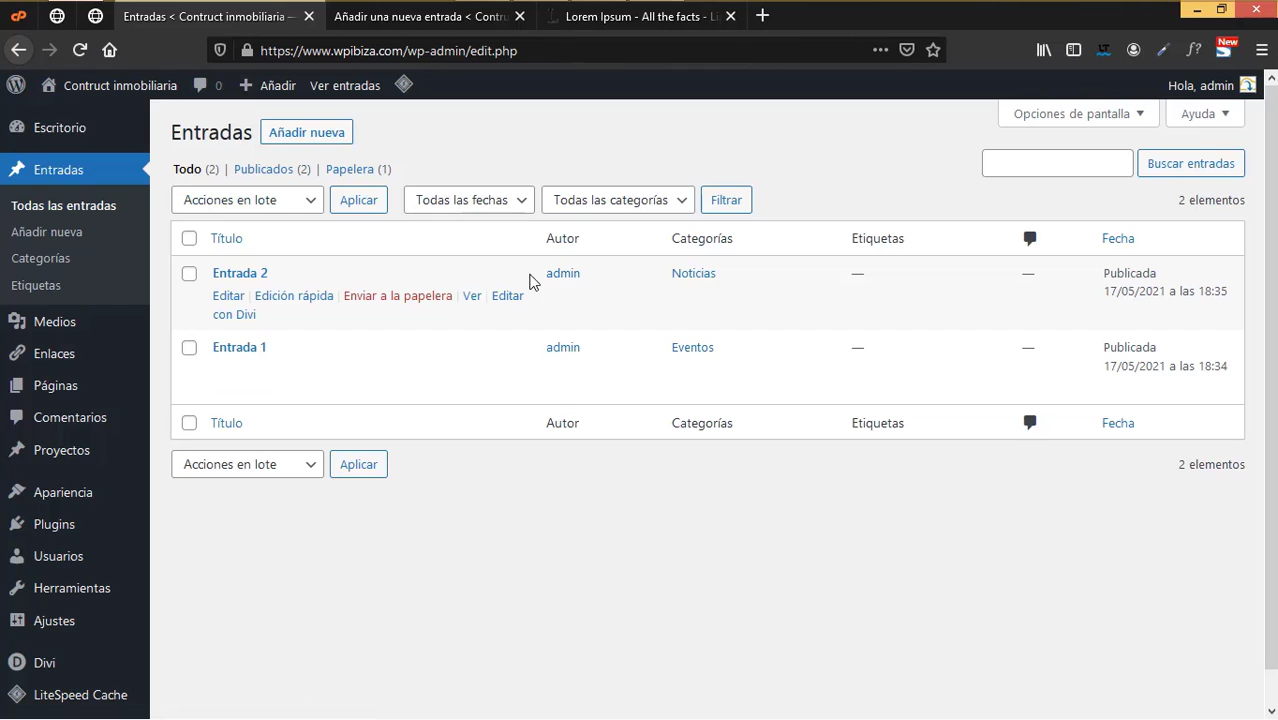 Entradas < Contruct inmobiliaria —
Añadir una nueva entrada < Contru
Lorem Ipsum - All the facts - Li
https://www.wpibiza.com/wp-admin/edit.php
New
Contruct inmobiliaria
0
Añadir
Ver entradas
Hola, admin
Escritorio
Entradas
Todas las entradas
Añadir nueva
Categorías
Etiquetas
Medios
Enlaces
Páginas
Comentarios
Proyectos
Apariencia
Plugins
Usuarios
Herramientas
Ajustes
Divi
LiteSpeed Cache
Entradas
Añadir nueva
Opciones de pantalla
Ayuda
Todo (2) | Publicados (2) | Papelera (1)
Buscar entradas
Acciones en lote
Aplicar
Todas las fechas
Todas las categorías
Filtrar
2 elementos
Título
Autor
Categorías
Etiquetas
Fecha
Entrada 2
admin
Noticias
—
—
Publicada
17/05/2021 a las 18:35
Editar | Edición rápida | Enviar a la papelera | Ver | Editar
con Divi
Entrada 1
admin
Eventos
—
—
Publicada
17/05/2021 a las 18:34
Título
Autor
Categorías
Etiquetas
Fecha
Acciones en lote
Aplicar
2 elementos